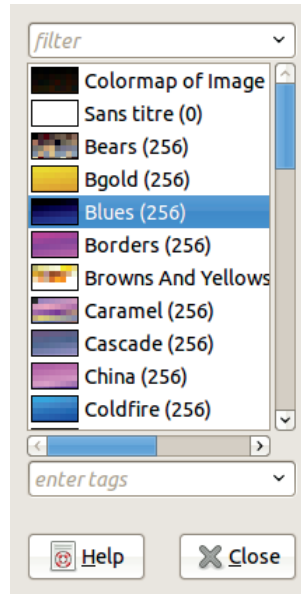 filter
Colormap of Image
Sans titre (0)
Bears (256)
Bgold (256)
Blues (256)
Borders (256)
Browns And Yellows
Caramel (256)
Cascade (256)
China (256)
Coldfire (256)
enter tags
Help
Close